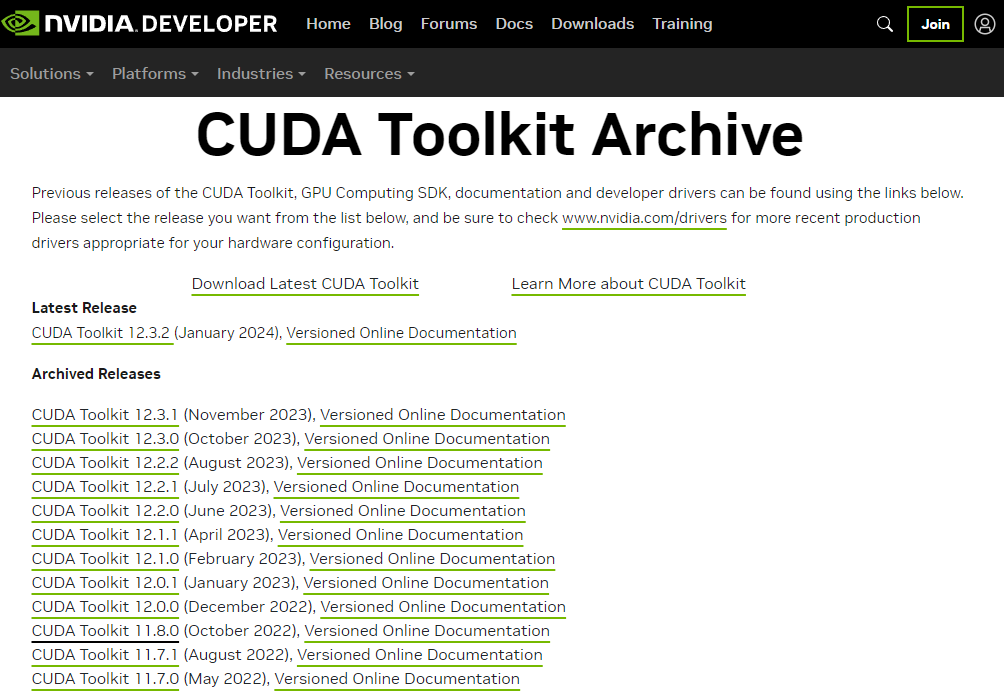 NVIDIA. DEVELOPER Home Blog Forums Docs Downloads Training Join
Solutions Platforms Industries Resources
CUDA Toolkit Archive
Previous releases of the CUDA Toolkit, GPU Computing SDK, documentation and developer drivers can be found using the links below.
Please select the release you want from the list below, and be sure to check www.nvidia.com/drivers for more recent production
drivers appropriate for your hardware configuration.
Download Latest CUDA Toolkit Learn More about CUDA Toolkit
Latest Release
CUDA Toolkit 12.3.2 (January 2024), Versioned Online Documentation
Archived Releases
CUDA Toolkit 12.3.1 (November 2023), Versioned Online Documentation
CUDA Toolkit 12.3.0 (October 2023), Versioned Online Documentation
CUDA Toolkit 12.2.2 (August 2023), Versioned Online Documentation
CUDA Toolkit 12.2.1 (July 2023), Versioned Online Documentation
CUDA Toolkit 12.2.0 (June 2023), Versioned Online Documentation
CUDA Toolkit 12.1.1 (April 2023), Versioned Online Documentation
CUDA Toolkit 12.1.0 (February 2023), Versioned Online Documentation
CUDA Toolkit 12.0.1 (January 2023), Versioned Online Documentation
CUDA Toolkit 12.0.0 (December 2022), Versioned Online Documentation
CUDA Toolkit 11.8.0 (October 2022), Versioned Online Documentation
CUDA Toolkit 11.7.1 (August 2022), Versioned Online Documentation
CUDA Toolkit 11.7.0 (May 2022), Versioned Online Documentation